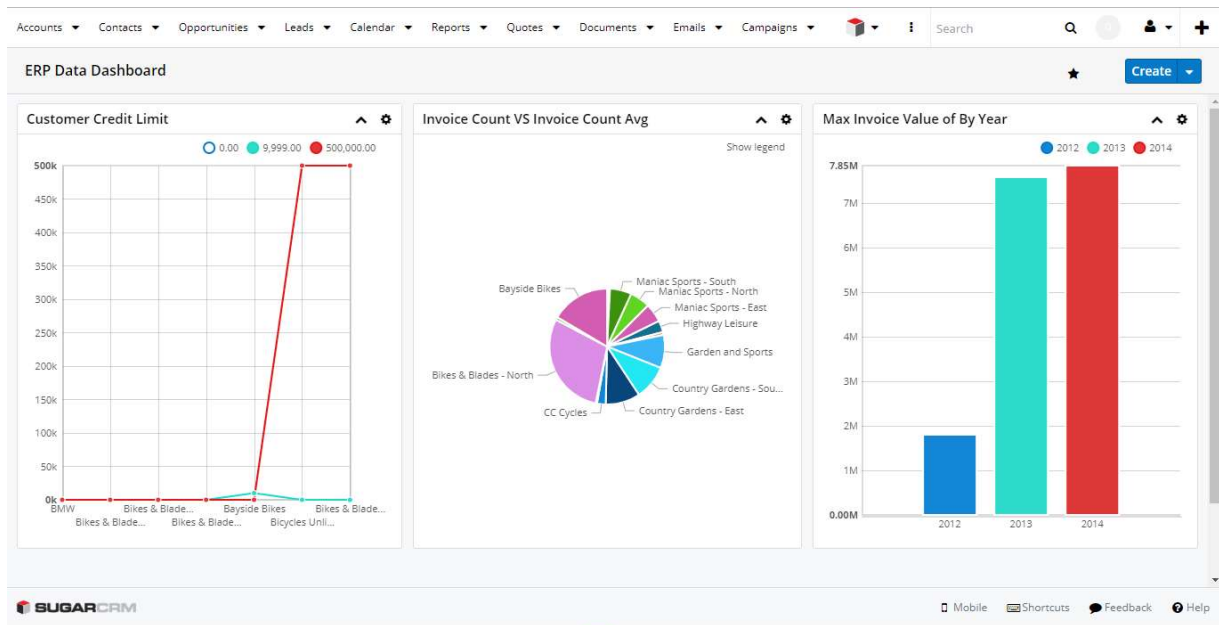 Accounts Contacts Opportunities Leads Calendar Reports Quotes Documents Emails Campaigns Search
ERP Data Dashboard
Create
Customer Credit Limit
0.00 9,999.00 500,000.00
500k
450k
400k
350k
300k
250k
200k
150k
100k
50k
0k
BMW Bikes & Blade... Bayside Bikes Bikes & Blade...
Bikes & Blade... Bikes & Blade... Bicycles Unli...
Invoice Count VS Invoice Count Avg
Show legend
Maniac Sports - South
Bayside Bikes
Maniac Sports - North
Maniac Sports - East
Highway Leisure
Garden and Sports
Bikes & Blades - North
Country Gardens - Sou...
CC Cycles
Country Gardens - East
Max Invoice Value of By Year
2012 2013 2014
7.85M
7M
6M
5M
4M
3M
2M
1M
0.00M
2012 2013 2014
SUGARCRM
Mobile Shortcuts Feedback Help